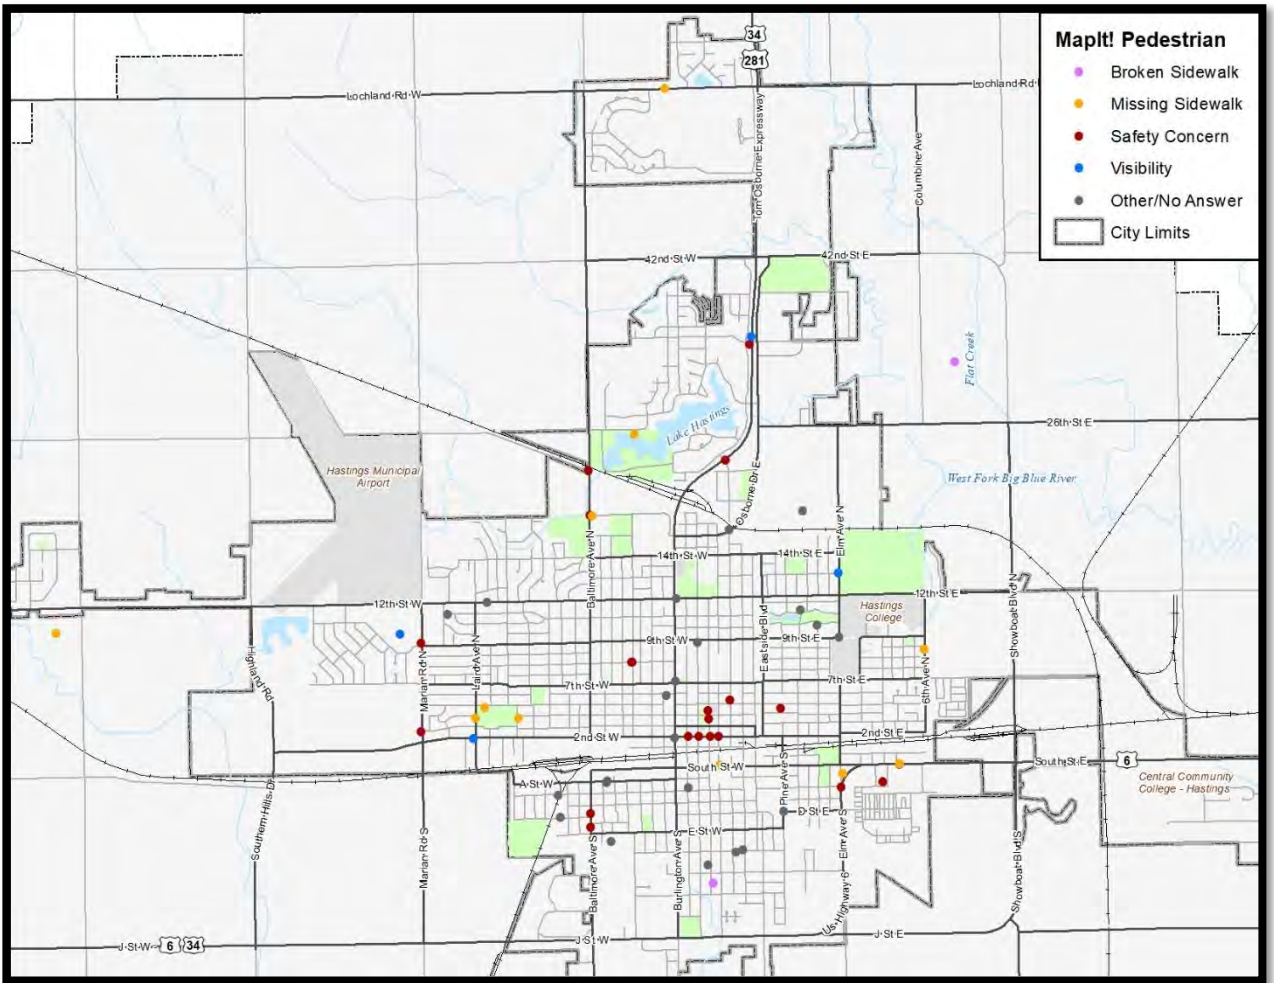 34
281
MapIt! Pedestrian
Broken Sidewalk
Missing Sidewalk
Safety Concern
Visibility
Other/No Answer
City Limits
Lochland Rd W
Lochland Rd
Tom Osborne Expressway
Columbine Ave
42nd St W
42nd St E
Flat Creek
Lake Hastings
26th St E
Hastings Municipal
Airport
West Fork Big Blue River
Osborne Dr E
Elm Ave N
Baltimore Ave N
14th St W
14th St E
12th St W
12th St E
Hastings
College
Showboat Blvd N
Eastside Blvd
9th St W
9th St E
Highland Rd
Marian Rd N
Laird Ave N
7th St W
7th St E
6th Ave N
2nd St W
2nd St E
South St W
South St E
6
A St W
Pine Ave S
Central Community
College - Hastings
Southern Hills D
D St E
E St W
Marian Rd S
Baltimore Ave S
Burlington Ave S
Elm Ave S
Us Highway 6
Showboat Blvd S
J St W
6
34
J St W
J St E